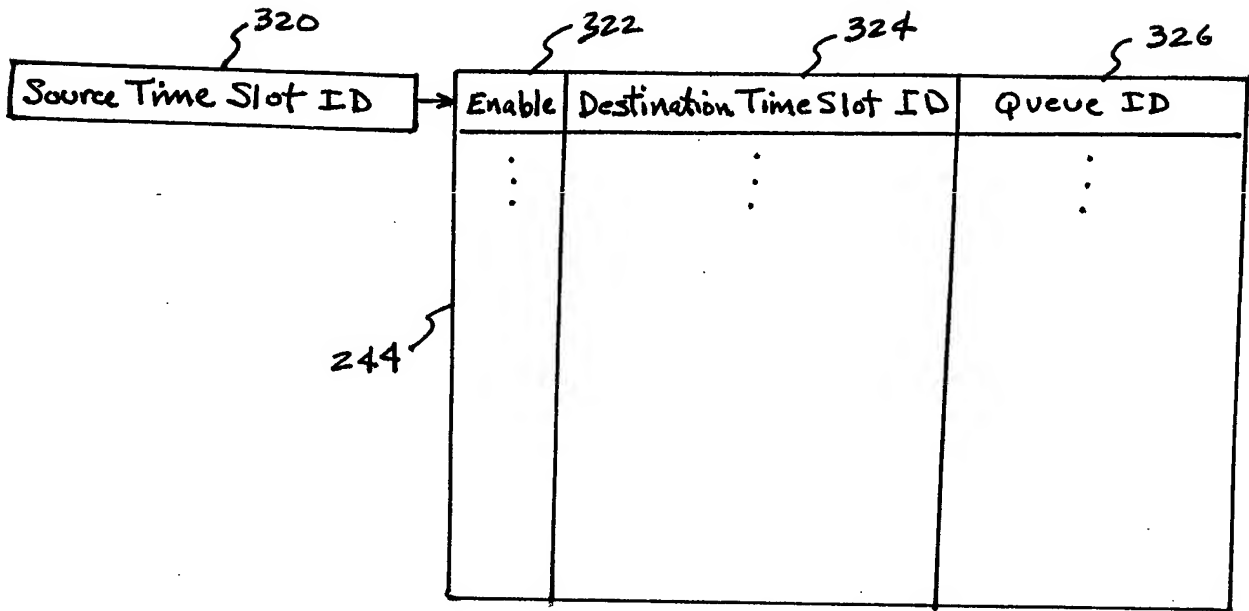 320
322
324
326
Source Time Slot ID
Enable
Destination Time Slot ID
Queue ID
244